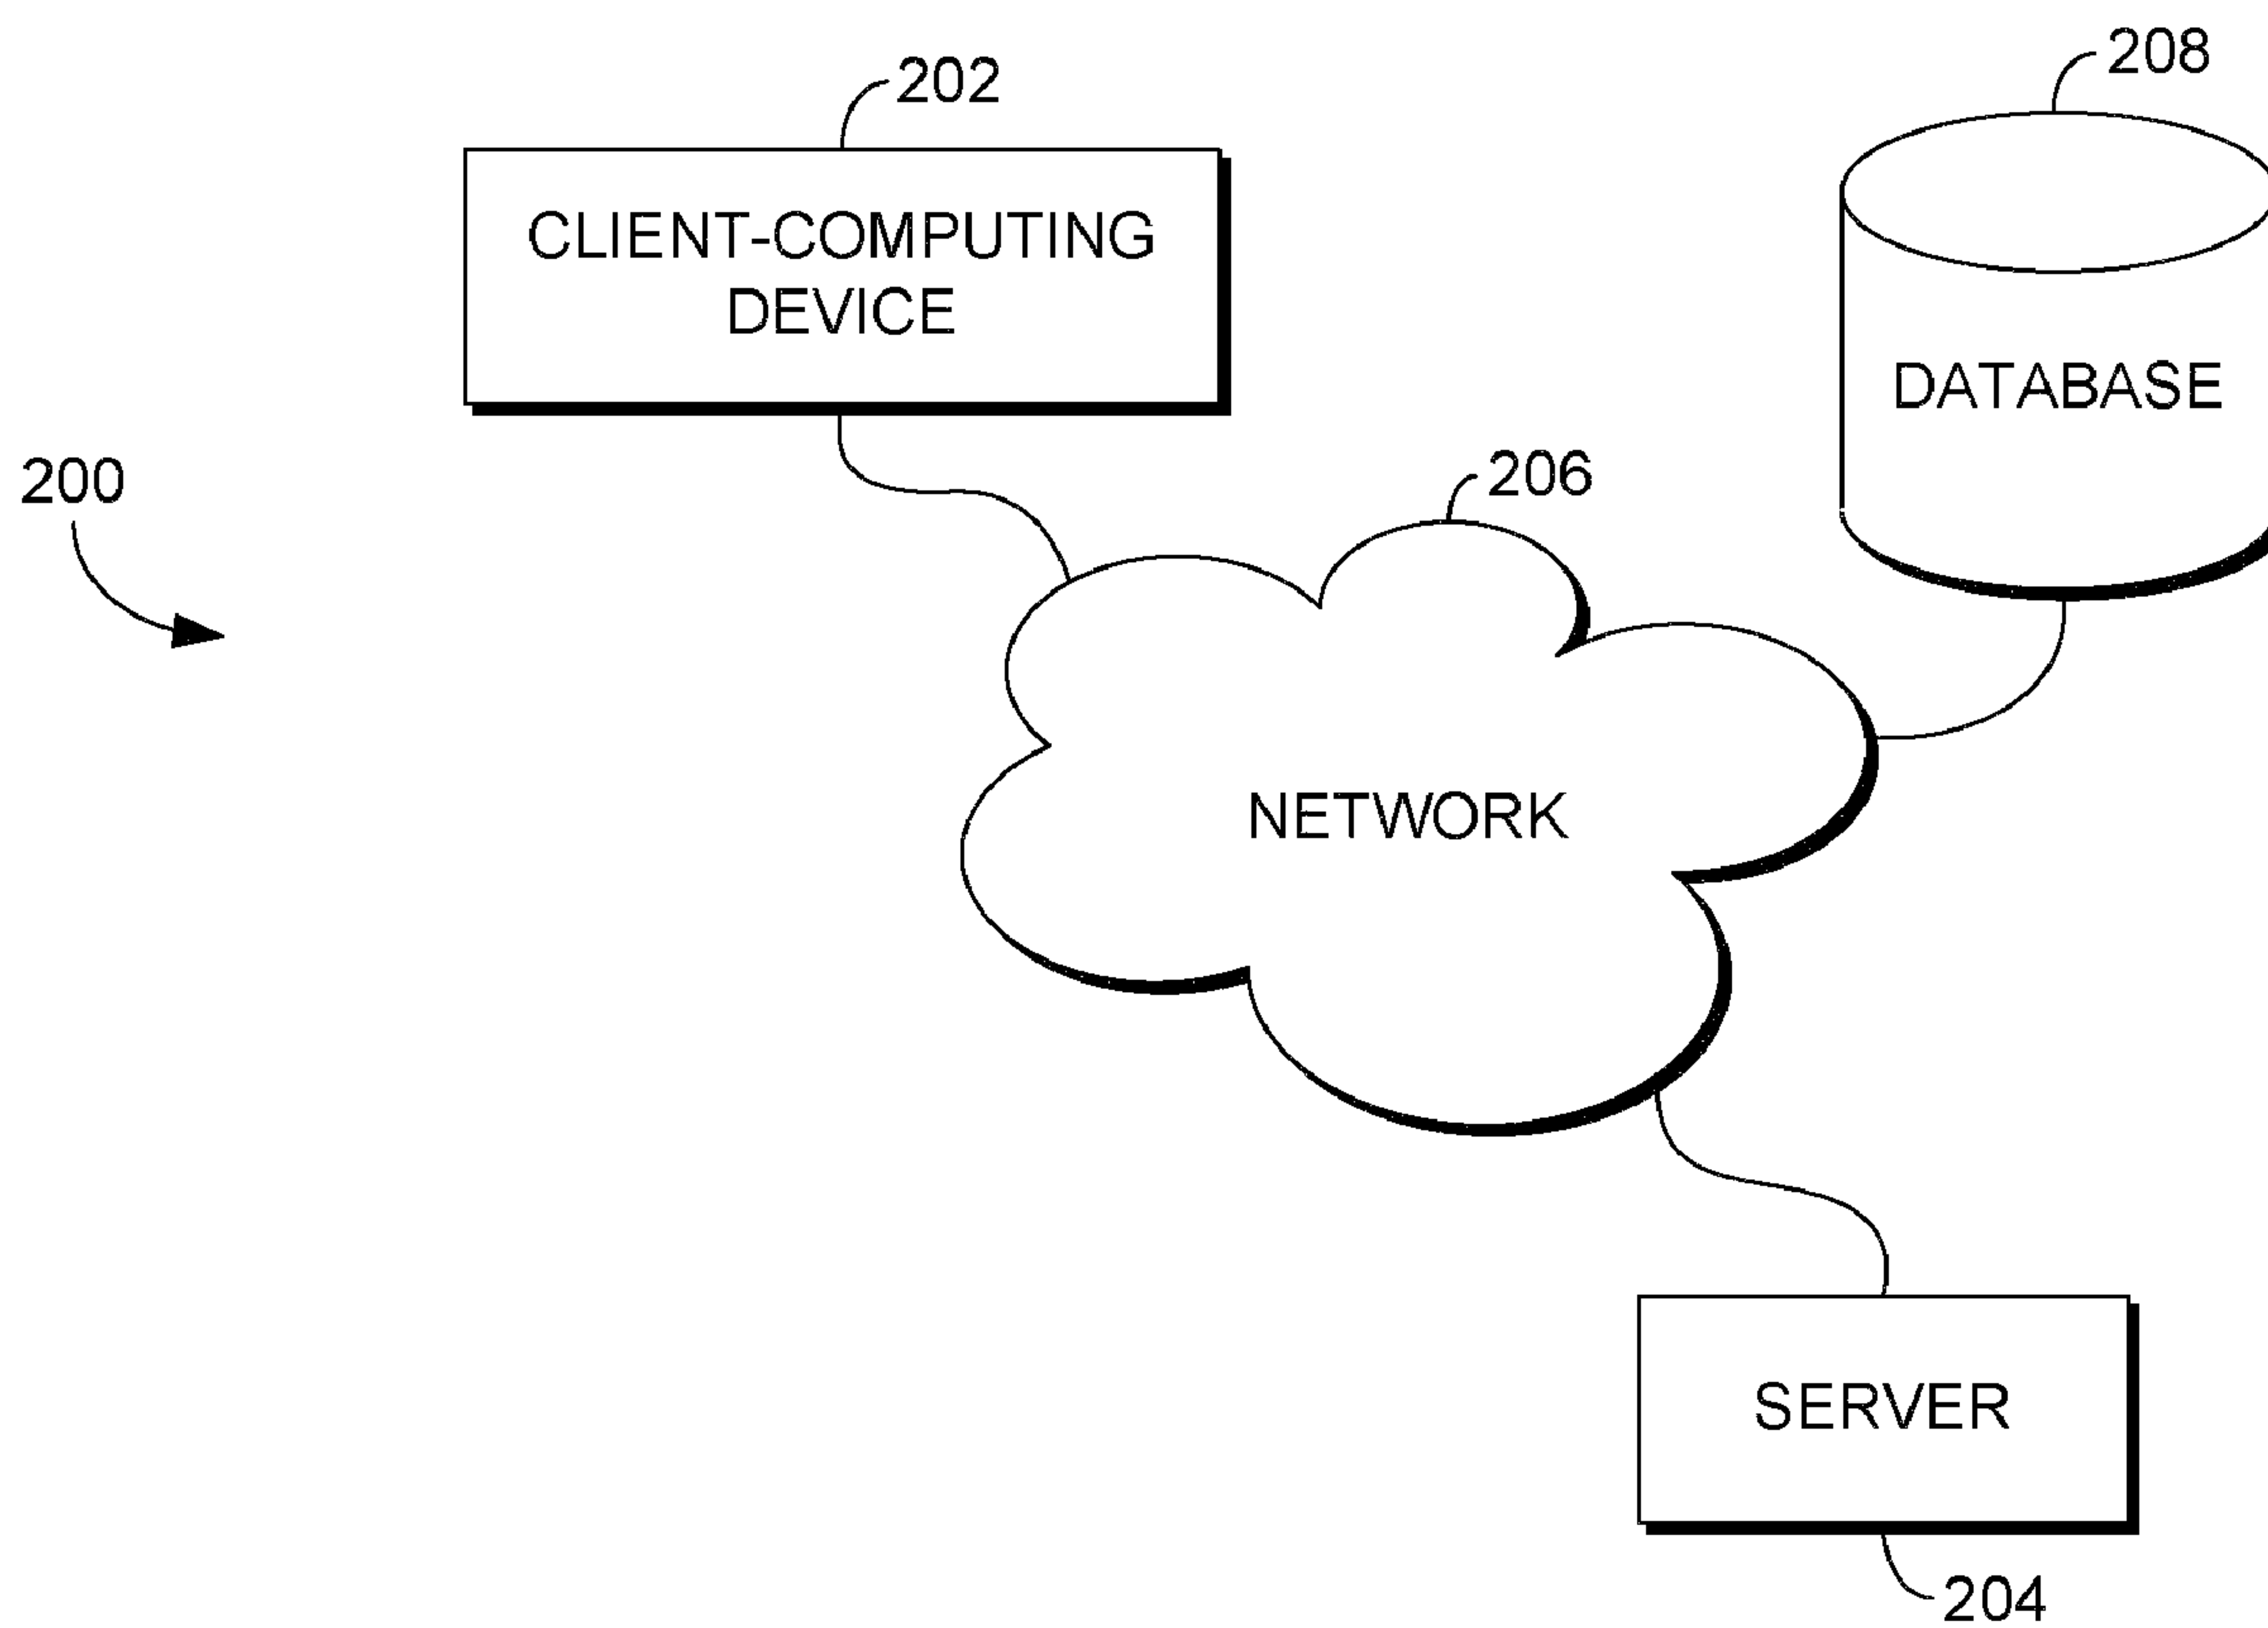 208
202
CLIENT-COMPUTING
DEVICE
DATABASE
200
206
NETWORK
SERVER
204